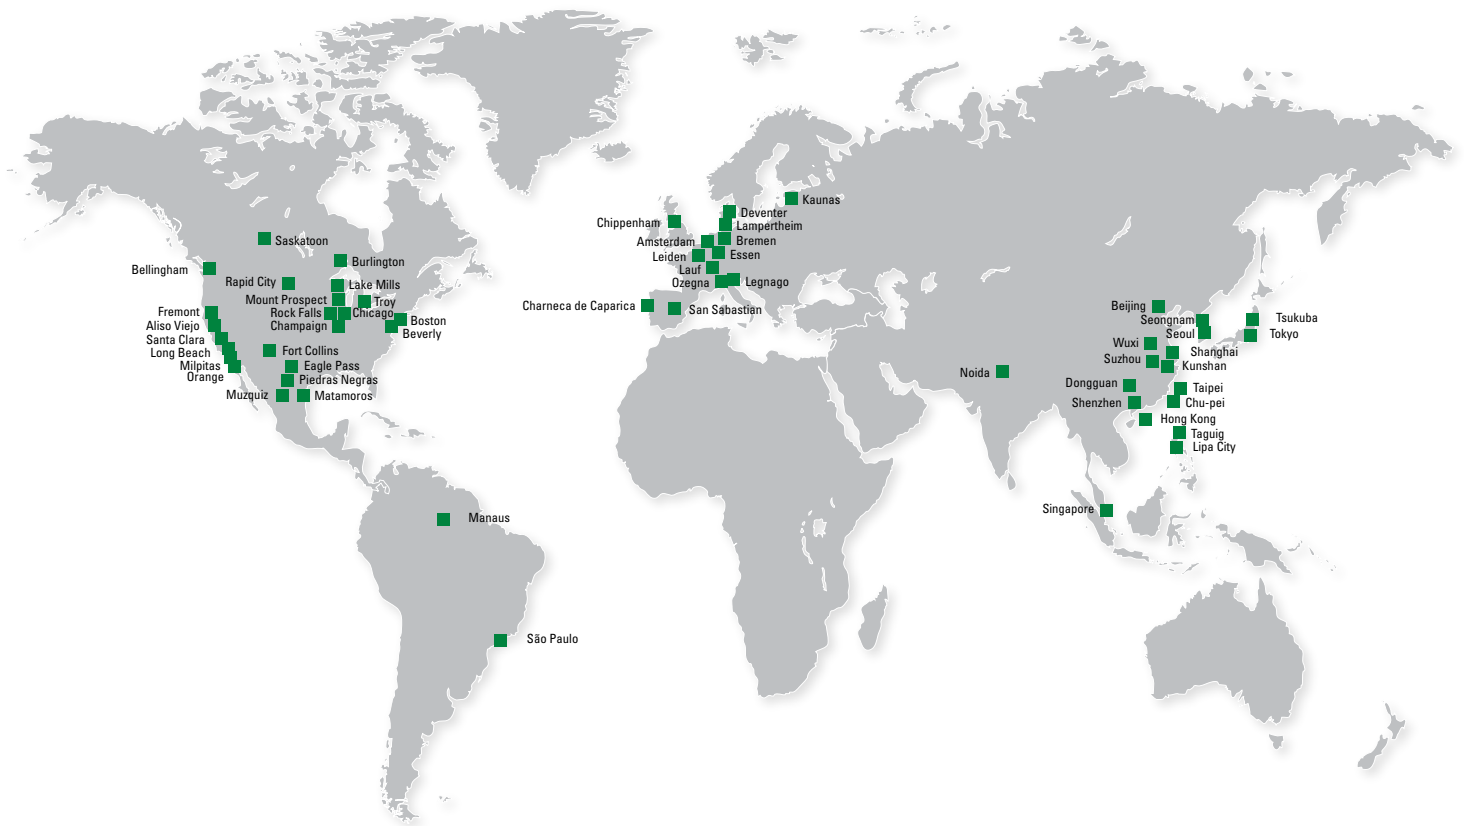 Saskatoon
Burlington
Bellingham
Rapid City
Lake Mills
Mount Prospect
Troy
Fremont
Rock Falls
Chicago
Aliso Viejo
Champaign
Boston
Beverly
Santa Clara
Long Beach
Fort Collins
Milpitas
Eagle Pass
Orange
Piedras Negras
Muzquiz
Matamoros
Manaus
São Paulo
Kaunas
Deventer
Chippenham
Lampertheim
Amsterdam
Bremen
Leiden
Essen
Lauf
Ozegna
Legnago
Charneca de Caparica
San Sabastian
Beijing
Seongnam
Tsukuba
Seoul
Tokyo
Wuxi
Shanghai
Suzhou
Kunshan
Noida
Dongguan
Taipei
Shenzhen
Chu-pei
Hong Kong
Taguig
Lipa City
Singapore